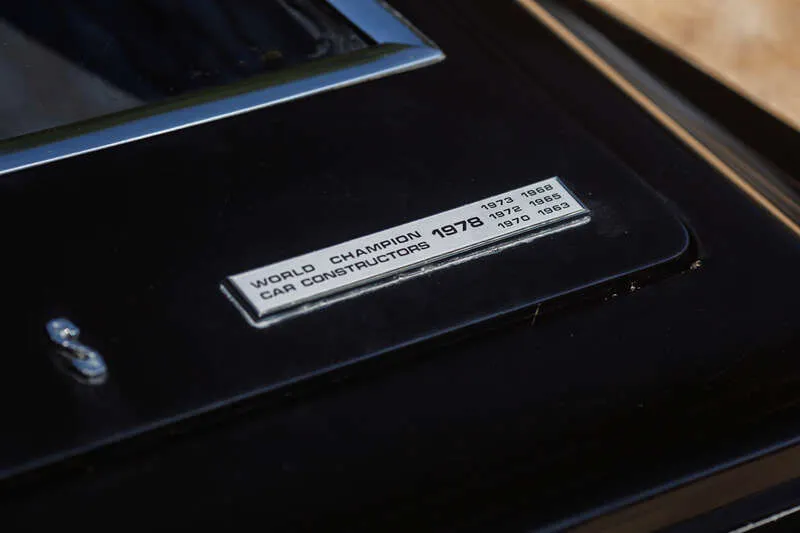 WORLD CHAMPION
CAR CONSTRUCTORS
1978
1973 1968
1972 1965
1970 1963
S